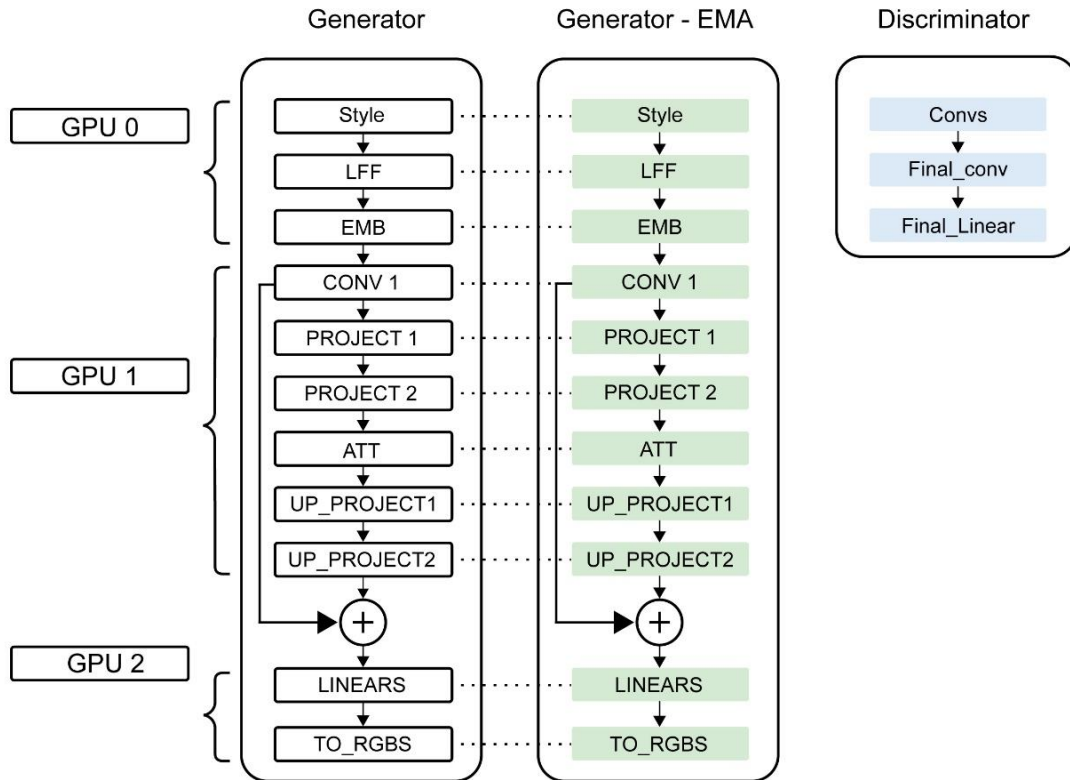 Generator
Generator - EMA
Discriminator
GPU 0
GPU 1
GPU 2
Style
LFF
EMB
CONV 1
PROJECT 1
PROJECT 2
ATT
UP_PROJECT1
UP_PROJECT2
+
LINEARS
TO_RGBS
Style
LFF
EMB
CONV 1
PROJECT 1
PROJECT 2
ATT
UP_PROJECT1
UP_PROJECT2
+
LINEARS
TO_RGBS
Convs
Final_conv
Final_Linear